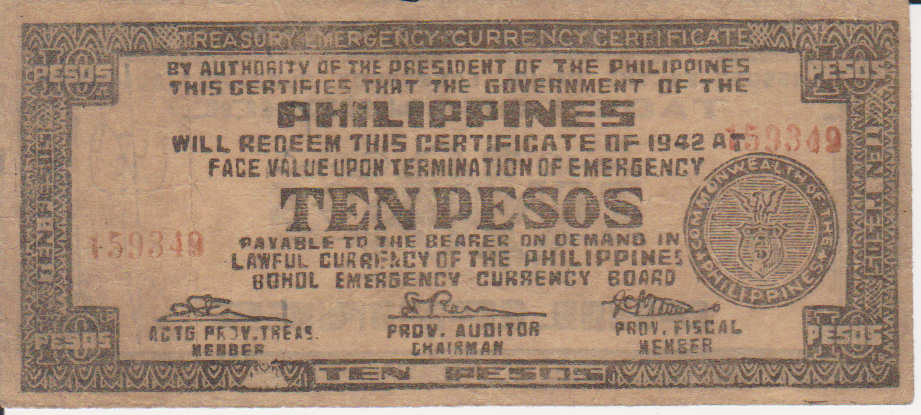 TREASURY EMERGENCY CURRENCY CERTIFICATE
PESOS PESOS
BY AUTHORITY OF THE PRESIDENT OF THE PHILIPPINES
THIS CERTIFIES THAT THE GOVERNMENT OF THE
PHILIPPINES
WILL REDEEM THIS CERTIFICATE OF 1942 AT
159349
FACE VALUE UPON TERMINATION OF EMERGENCY
TEN PESOS
TEN PESOS
TEN PESOS
COMMONWEALTH OF THE PHILIPPINES
159349
PAYABLE TO THE BEARER ON DEMAND IN
LAWFUL CURRENCY OF THE PHILIPPINES
BOHOL EMERGENCY CURRENCY BOARD
ACTG PROV. TREAS. PROV. AUDITOR PROV. FISCAL
MEMBER CHAIRMAN MEMBER
PESOS PESOS
TEN PESOS